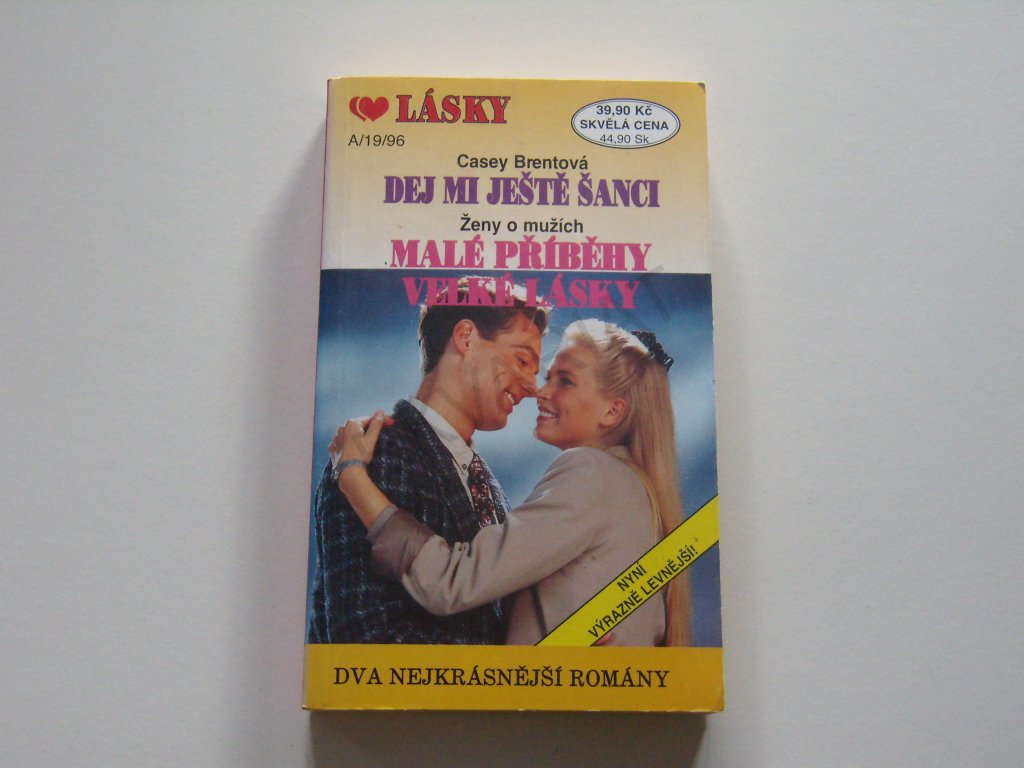 LÁSKY
A/19/96
39,90 Kč
SKVĚLÁ CENA
44,90 Sk
Casey Brentová
DEJ MI JEŠTĚ ŠANCI
Ženy o mužích
MALÉ PŘÍBĚHY
VELKÉ LÁSKY
NYNÍ
VÝRAZNĚ LEVNĚJŠÍ!
DVA NEJKRÁSNĚJŠÍ ROMÁNY